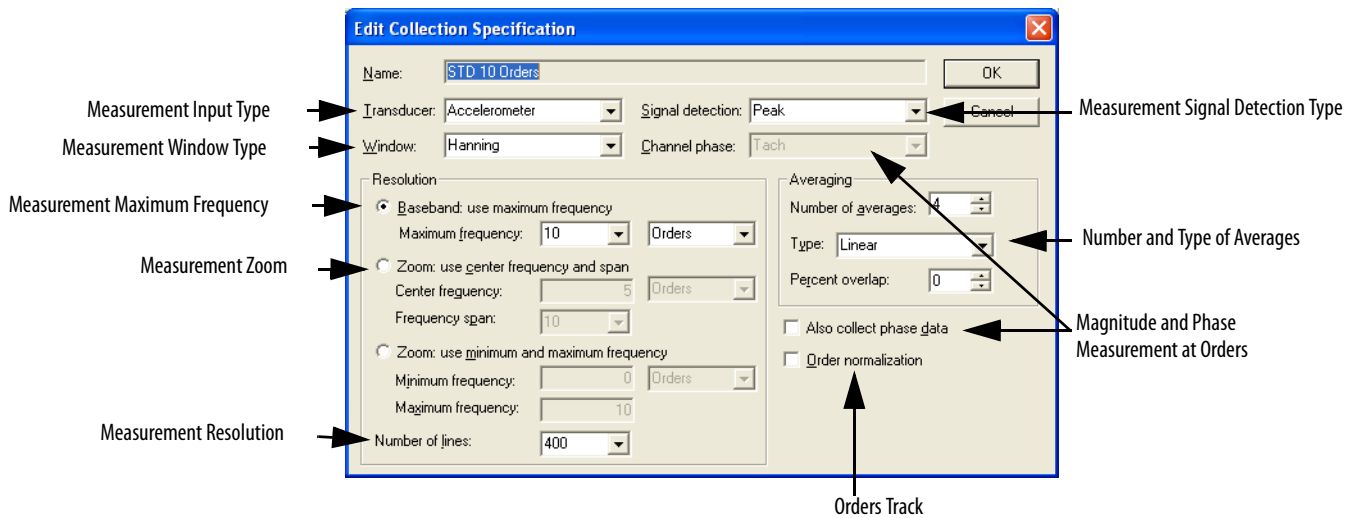 Edit Collection Specification
Name: STD 10 Orders OK
Measurement Input Type Transducer: Accelerometer Signal detection: Peak Cancel Measurement Signal Detection Type
Measurement Window Type Window: Hanning Channel phase: Tach
Resolution Averaging
Measurement Maximum Frequency Baseband: use maximum frequency Number of averages: 4
Maximum frequency: 10 Orders Type: Linear Number and Type of Averages
Measurement Zoom Zoom: use center frequency and span
Center frequency: 5 Orders Percent overlap: 0
Frequency span: 10
Also collect phase data Magnitude and Phase
Measurement at Orders
Zoom: use minimum and maximum frequency Order normalization
Minimum frequency: 0 Orders
Maximum frequency: 10
Measurement Resolution Number of lines: 400
Orders Track